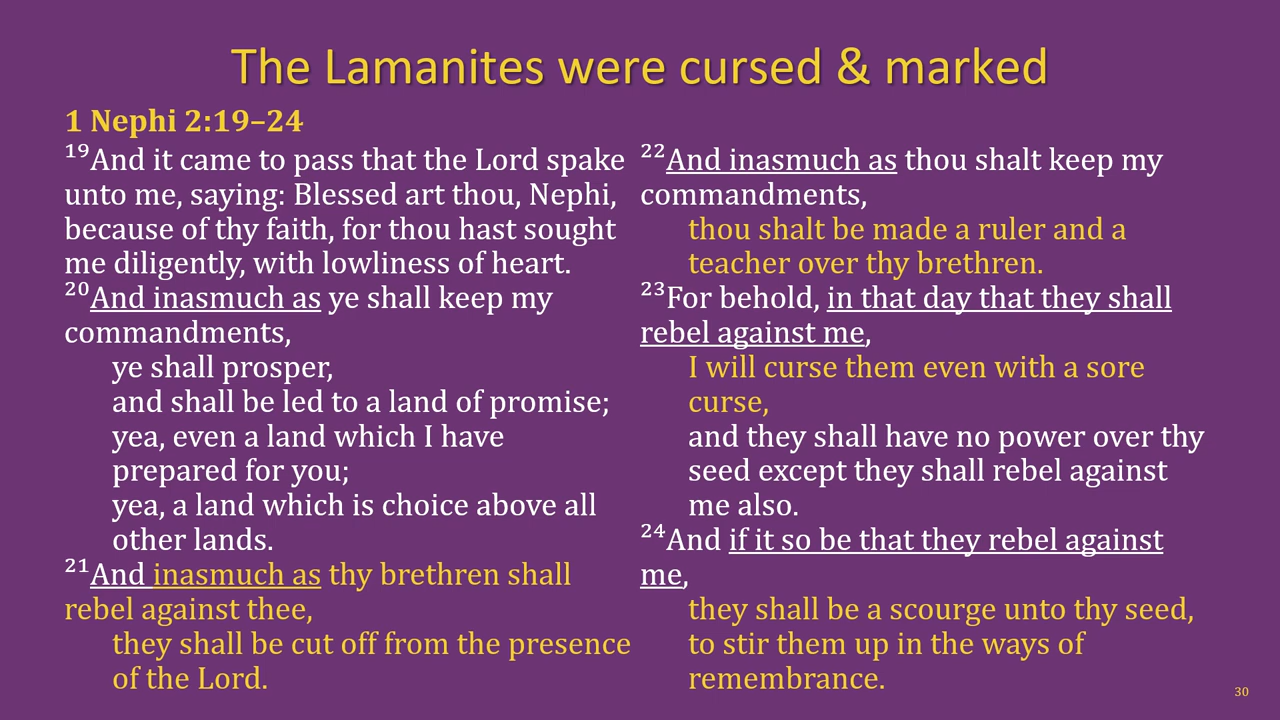 The Lamanites were cursed & marked
1 Nephi 2:19–24
¹⁹And it came to pass that the Lord spake
unto me, saying: Blessed art thou, Nephi,
because of thy faith, for thou hast sought
me diligently, with lowliness of heart.
²⁰And inasmuch as ye shall keep my
commandments,
ye shall prosper,
and shall be led to a land of promise;
yea, even a land which I have
prepared for you;
yea, a land which is choice above all
other lands.
²¹And inasmuch as thy brethren shall
rebel against thee,
they shall be cut off from the presence
of the Lord.
²²And inasmuch as thou shalt keep my
commandments,
thou shalt be made a ruler and a
teacher over thy brethren.
²³For behold, in that day that they shall
rebel against me,
I will curse them even with a sore
curse,
and they shall have no power over thy
seed except they shall rebel against
me also.
²⁴And if it so be that they rebel against
me,
they shall be a scourge unto thy seed,
to stir them up in the ways of
remembrance.
30